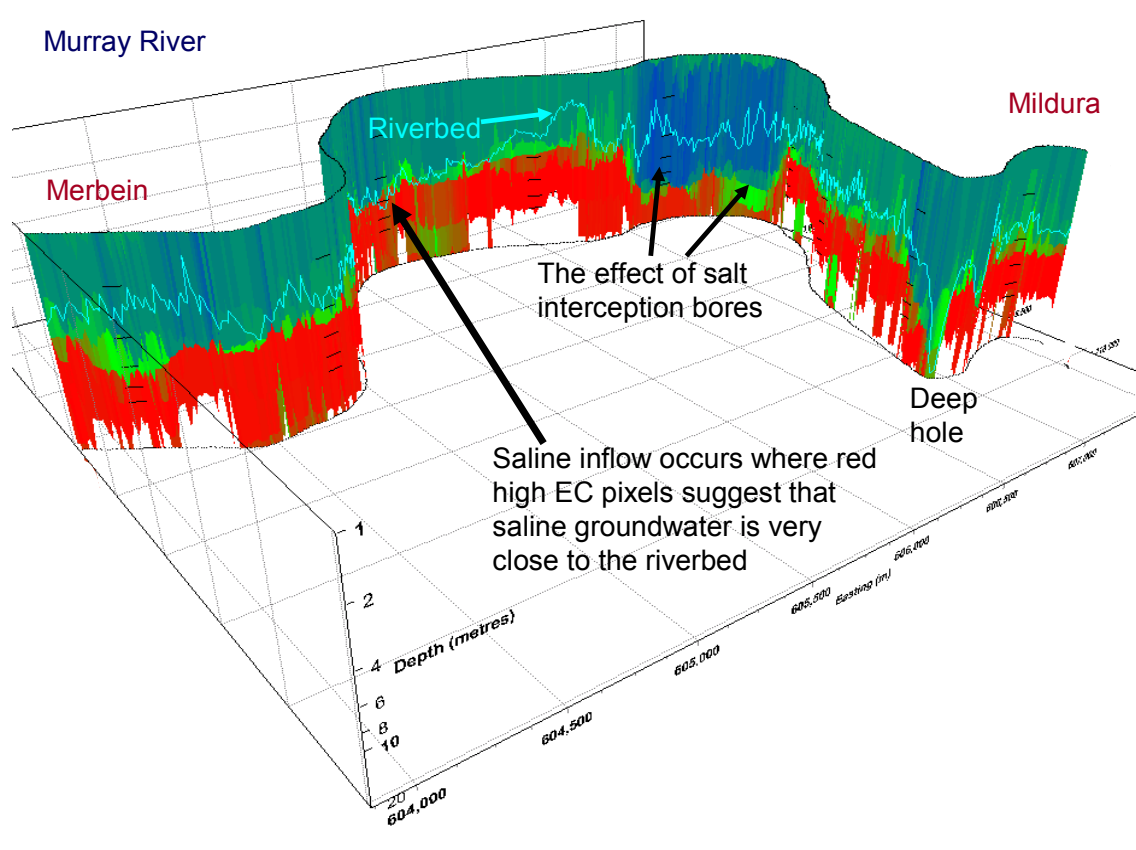 Murray River
Mildura
Riverbed
Merbein
The effect of salt
interception bores
Deep
hole
Saline inflow occurs where red
high EC pixels suggest that
saline groundwater is very
close to the riverbed
1
2
4
6
8
10
20
Depth (metres)
604,000
604,500
605,000
605,500
Easting (m)
606,000
606,500
607,000